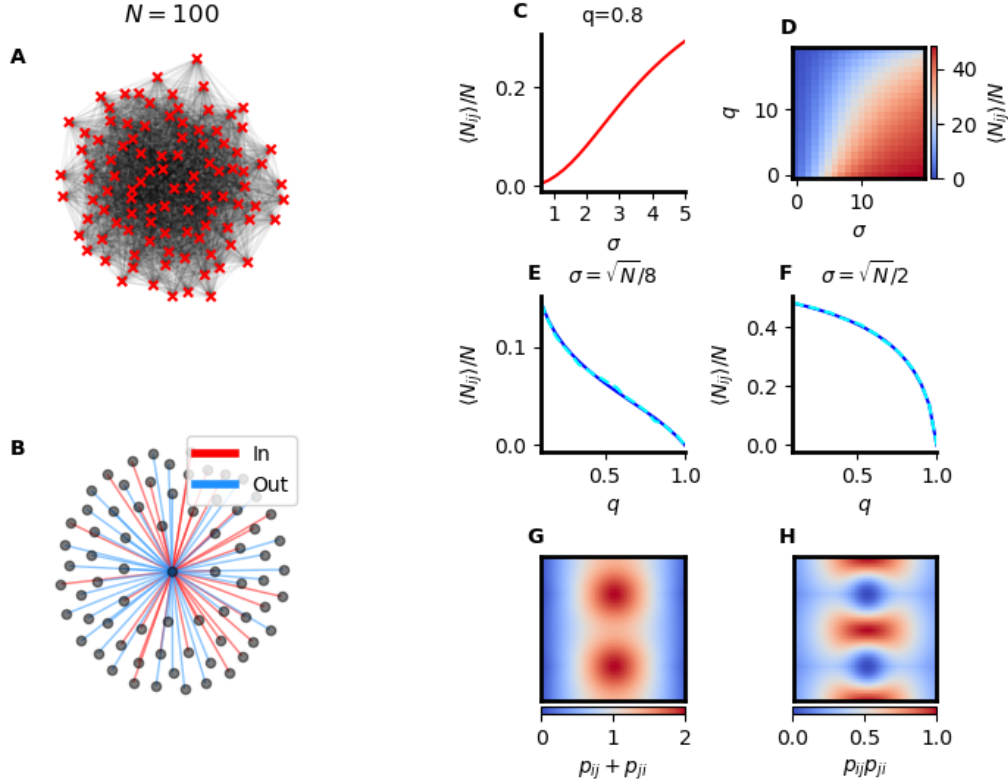 N = 100
A
B
In
Out
C
q=0.8
⟨N_ij⟩/N
0.2
0.0
1 2 3 4 5
σ
D
q
10
0
0 10
σ
40
20
0
⟨N_ij⟩/N
E
σ = √N/8
⟨N_ij⟩/N
0.1
0.0
0.5 1.0
q
F
σ = √N/2
⟨N_ij⟩/N
0.4
0.2
0.0
0.5 1.0
q
G
0 1 2
p_ij + p_ji
H
0.0 0.5 1.0
p_ij p_ji